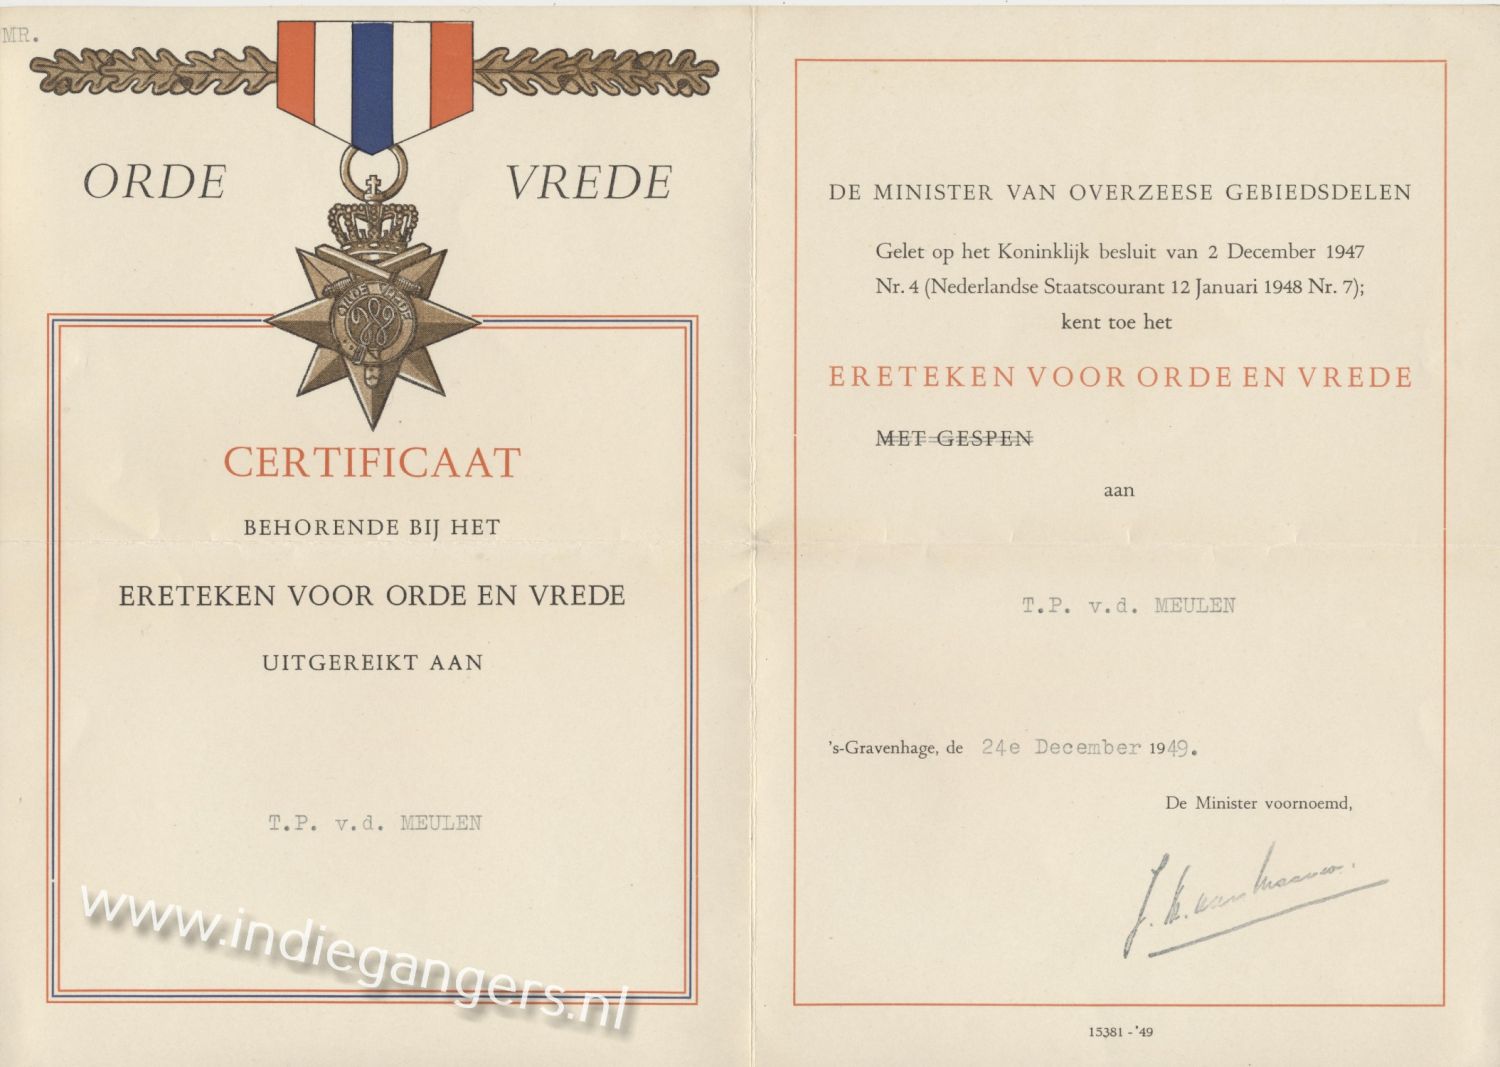 MR.
ORDE VREDE
ORDE VREDE
CERTIFICAAT
BEHORENDE BIJ HET
ERETEKEN VOOR ORDE EN VREDE
UITGEREIKT AAN
T.P. v.d. MEULEN
www.indiegangers.nl
DE MINISTER VAN OVERZEESE GEBIEDSDELEN
Gelet op het Koninklijk besluit van 2 December 1947
Nr. 4 (Nederlandse Staatscourant 12 Januari 1948 Nr. 7);
kent toe het
ERETEKEN VOOR ORDE EN VREDE
MET GESPEN
aan
T.P. v.d. MEULEN
's-Gravenhage, de 24e December 1949.
De Minister voornoemd,
15381 - '49